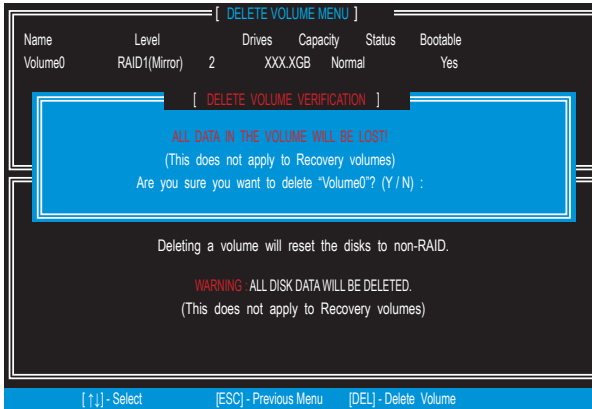 [ DELETE VOLUME MENU ]
Name Level Drives Capacity Status Bootable
Volume0 RAID1(Mirror) 2 XXX.XGB Normal Yes
[ DELETE VOLUME VERIFICATION ]
ALL DATA IN THE VOLUME WILL BE LOST!
(This does not apply to Recovery volumes)
Are you sure you want to delete “Volume0”? (Y / N) :
Deleting a volume will reset the disks to non-RAID.
WARNING : ALL DISK DATA WILL BE DELETED.
(This does not apply to Recovery volumes)
[↑↓] - Select [ESC] - Previous Menu [DEL] - Delete Volume